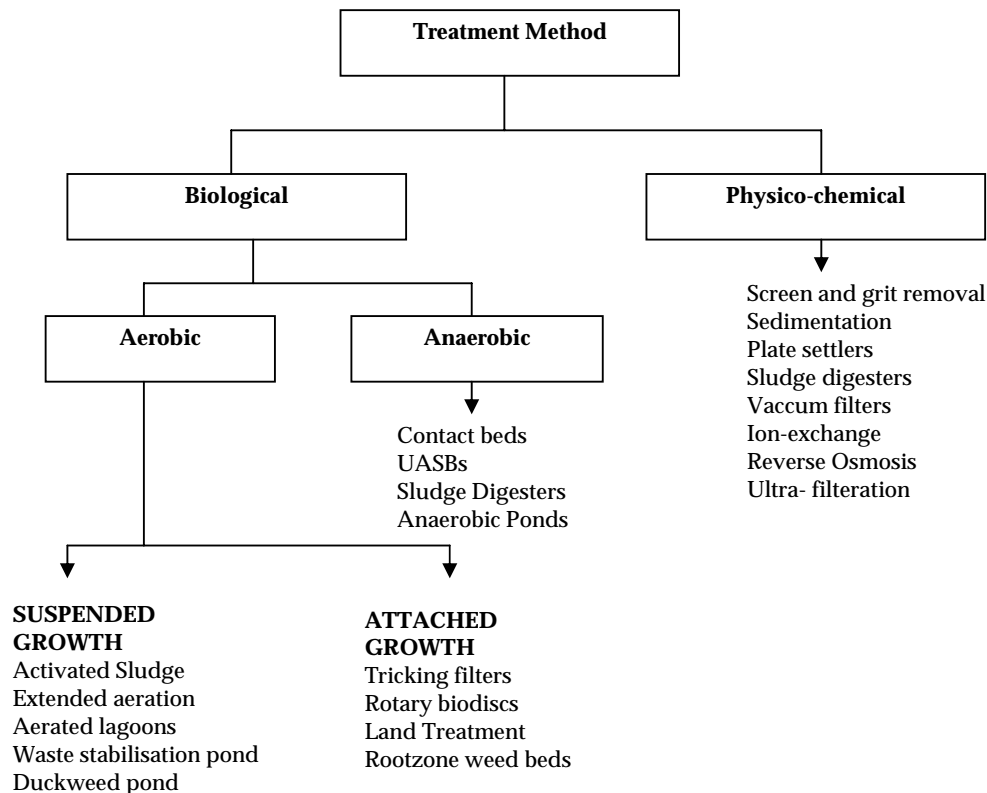 Treatment Method
Biological
Physico-chemical
Aerobic
Anaerobic
Screen and grit removal
Sedimentation
Plate settlers
Sludge digesters
Vaccum filters
Ion-exchange
Reverse Osmosis
Ultra- filteration
Contact beds
UASBs
Sludge Digesters
Anaerobic Ponds
SUSPENDED
GROWTH
Activated Sludge
Extended aeration
Aerated lagoons
Waste stabilisation pond
Duckweed pond
ATTACHED
GROWTH
Tricking filters
Rotary biodiscs
Land Treatment
Rootzone weed beds